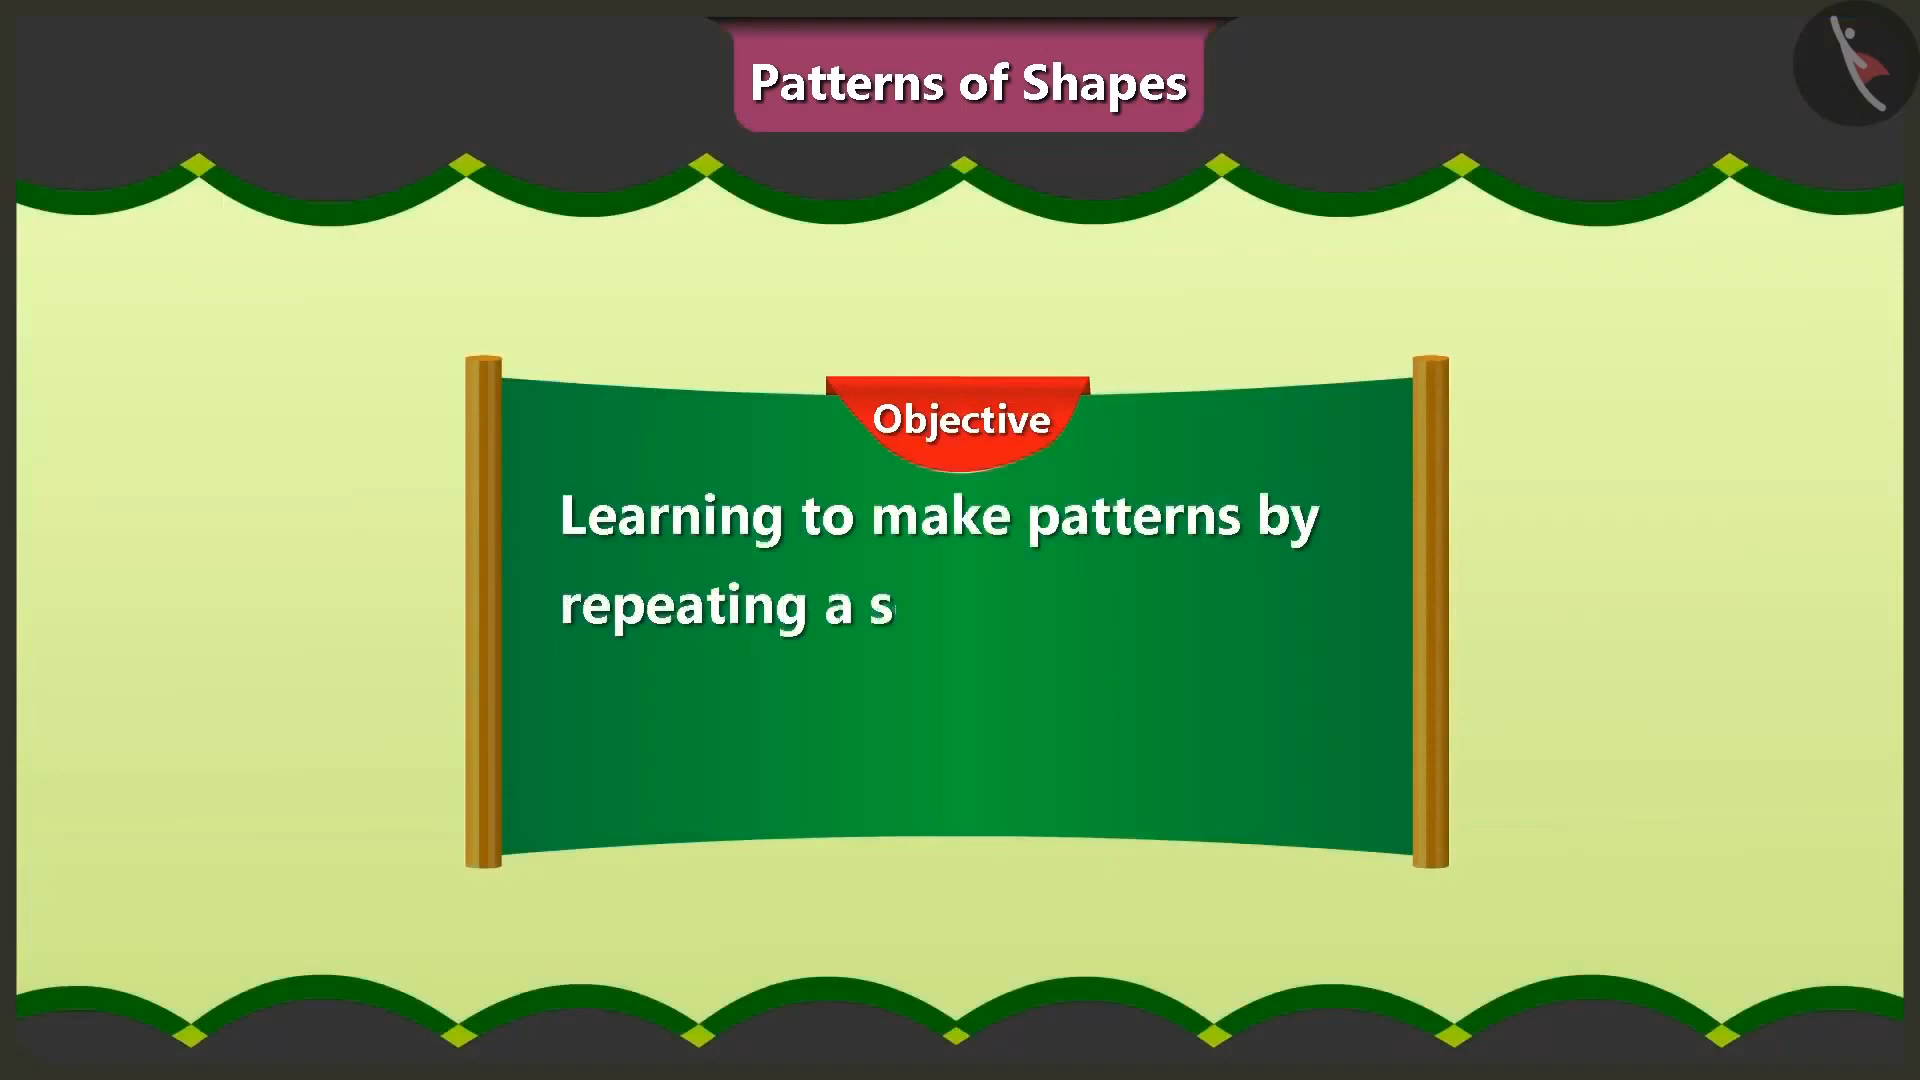 Patterns of Shapes
Objective
Learning to make patterns by
repeating a s